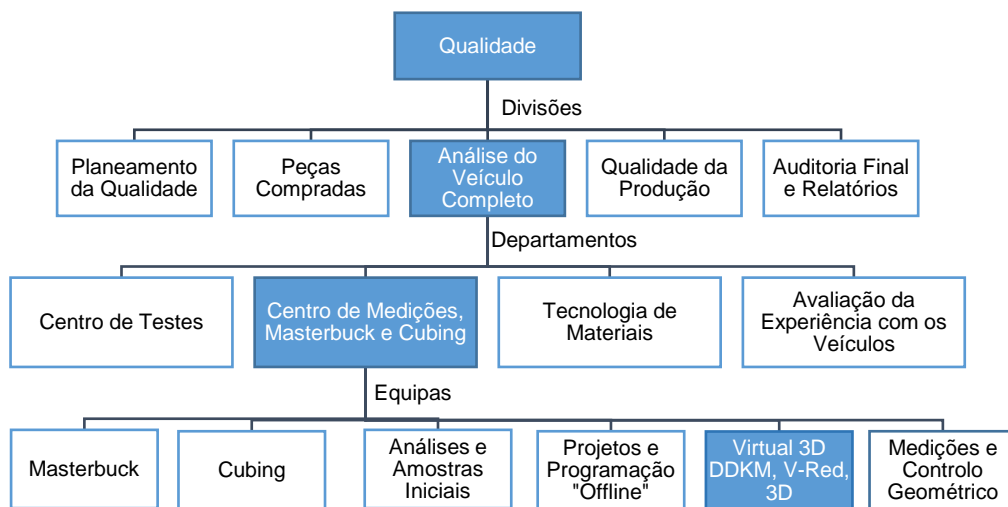 Qualidade
Divisões
Planeamento
da Qualidade
Peças
Compradas
Análise do
Veículo
Completo
Qualidade da
Produção
Auditoria Final
e Relatórios
Departamentos
Centro de Testes
Centro de Medições,
Masterbuck e Cubing
Tecnologia de
Materiais
Avaliação da
Experiência com os
Veículos
Equipas
Masterbuck
Cubing
Análises e
Amostras
Iniciais
Projetos e
Programação
"Offline"
Virtual 3D
DDKM, V-Red,
3D
Medições e
Controlo
Geométrico